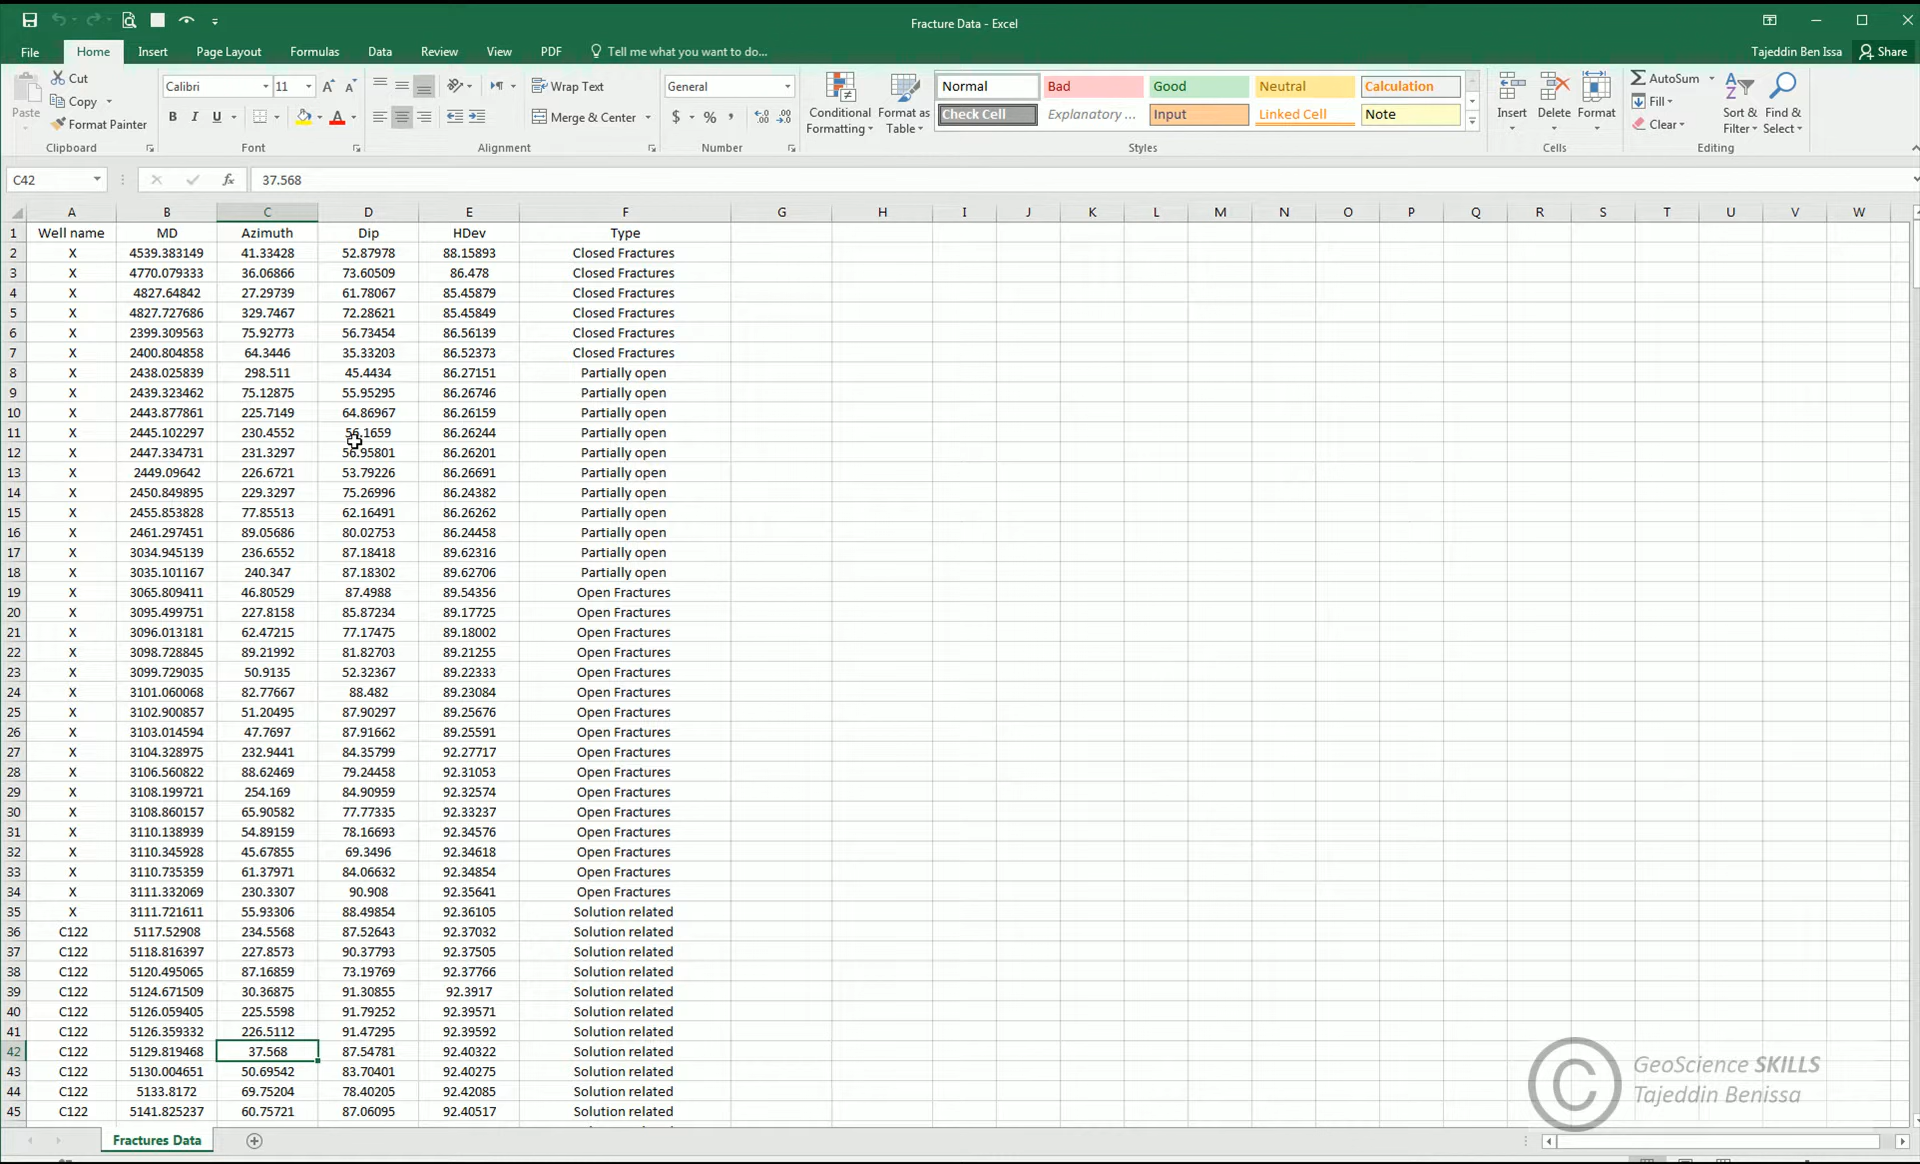 Fracture Data - Excel
File Home Insert Page Layout Formulas Data Review View PDF Tell me what you want to do... Tajeddin Ben Issa Share
Paste Cut Copy Format Painter Clipboard
Calibri 11 A A B I U A Font
Wrap Text Merge & Center Alignment
General $ % , .00 Number
Conditional Formatting Format as Table
Normal Bad Good Neutral Calculation
Check Cell Explanatory ... Input Linked Cell Note
Styles
Insert Delete Format Cells
AutoSum Fill Clear Sort & Filter Find & Select Editing
C42 fx 37.568
A B C D E F G H I J K L M N O P Q R S T U V W
1 Well name MD Azimuth Dip HDev Type
2 X 4539.383149 41.33428 52.87978 88.15893 Closed Fractures
3 X 4770.079333 36.06866 73.60509 86.478 Closed Fractures
4 X 4827.64842 27.29739 61.78067 85.45879 Closed Fractures
5 X 4827.727686 329.7467 72.28621 85.45849 Closed Fractures
6 X 2399.309563 75.92773 56.73454 86.56139 Closed Fractures
7 X 2400.804858 64.3446 35.33203 86.52373 Closed Fractures
8 X 2438.025839 298.511 45.4434 86.27151 Partially open
9 X 2439.323462 75.12875 55.95295 86.26746 Partially open
10 X 2443.877861 225.7149 64.86967 86.26159 Partially open
11 X 2445.102297 230.4552 56.1659 86.26244 Partially open
12 X 2447.334731 231.3297 56.95801 86.26201 Partially open
13 X 2449.09642 226.6721 53.79226 86.26691 Partially open
14 X 2450.849895 229.3297 75.26996 86.24382 Partially open
15 X 2455.853828 77.85513 62.16491 86.26262 Partially open
16 X 2461.297451 89.05686 80.02753 86.24458 Partially open
17 X 3034.945139 236.6552 87.18418 89.62316 Partially open
18 X 3035.101167 240.347 87.18302 89.62706 Partially open
19 X 3065.809411 46.80529 87.4988 89.54356 Open Fractures
20 X 3095.499751 227.8158 85.87234 89.17725 Open Fractures
21 X 3096.013181 62.47215 77.17475 89.18002 Open Fractures
22 X 3098.728845 89.21992 81.82703 89.21255 Open Fractures
23 X 3099.729035 50.9135 52.32367 89.22333 Open Fractures
24 X 3101.060068 82.77667 88.482 89.23084 Open Fractures
25 X 3102.900857 51.20495 87.90297 89.25676 Open Fractures
26 X 3103.014594 47.7697 87.91662 89.25591 Open Fractures
27 X 3104.328975 232.9441 84.35799 92.27717 Open Fractures
28 X 3106.560822 88.62469 79.24458 92.31053 Open Fractures
29 X 3108.199721 254.169 84.90959 92.32574 Open Fractures
30 X 3108.860157 65.90582 77.77335 92.33237 Open Fractures
31 X 3110.138939 54.89159 78.16693 92.34576 Open Fractures
32 X 3110.345928 45.67855 69.3496 92.34618 Open Fractures
33 X 3110.735359 61.37971 84.06632 92.34854 Open Fractures
34 X 3111.332069 230.3307 90.908 92.35641 Open Fractures
35 X 3111.721611 55.93306 88.49854 92.36105 Solution related
36 C122 5117.52908 234.5568 87.52643 92.37032 Solution related
37 C122 5118.816397 227.8573 90.37793 92.37505 Solution related
38 C122 5120.495065 87.16859 73.19769 92.37766 Solution related
39 C122 5124.671509 30.36875 91.30855 92.3917 Solution related
40 C122 5126.059405 225.5598 91.79252 92.39571 Solution related
41 C122 5126.359332 226.5112 91.47295 92.39592 Solution related
42 C122 5129.819468 37.568 87.54781 92.40322 Solution related
43 C122 5130.004651 50.69542 83.70401 92.40275 Solution related
44 C122 5133.8172 69.75204 78.40205 92.42085 Solution related
45 C122 5141.825237 60.75721 87.06095 92.40517 Solution related
© GeoScience SKILLS
Tajeddin Benissa
Fractures Data